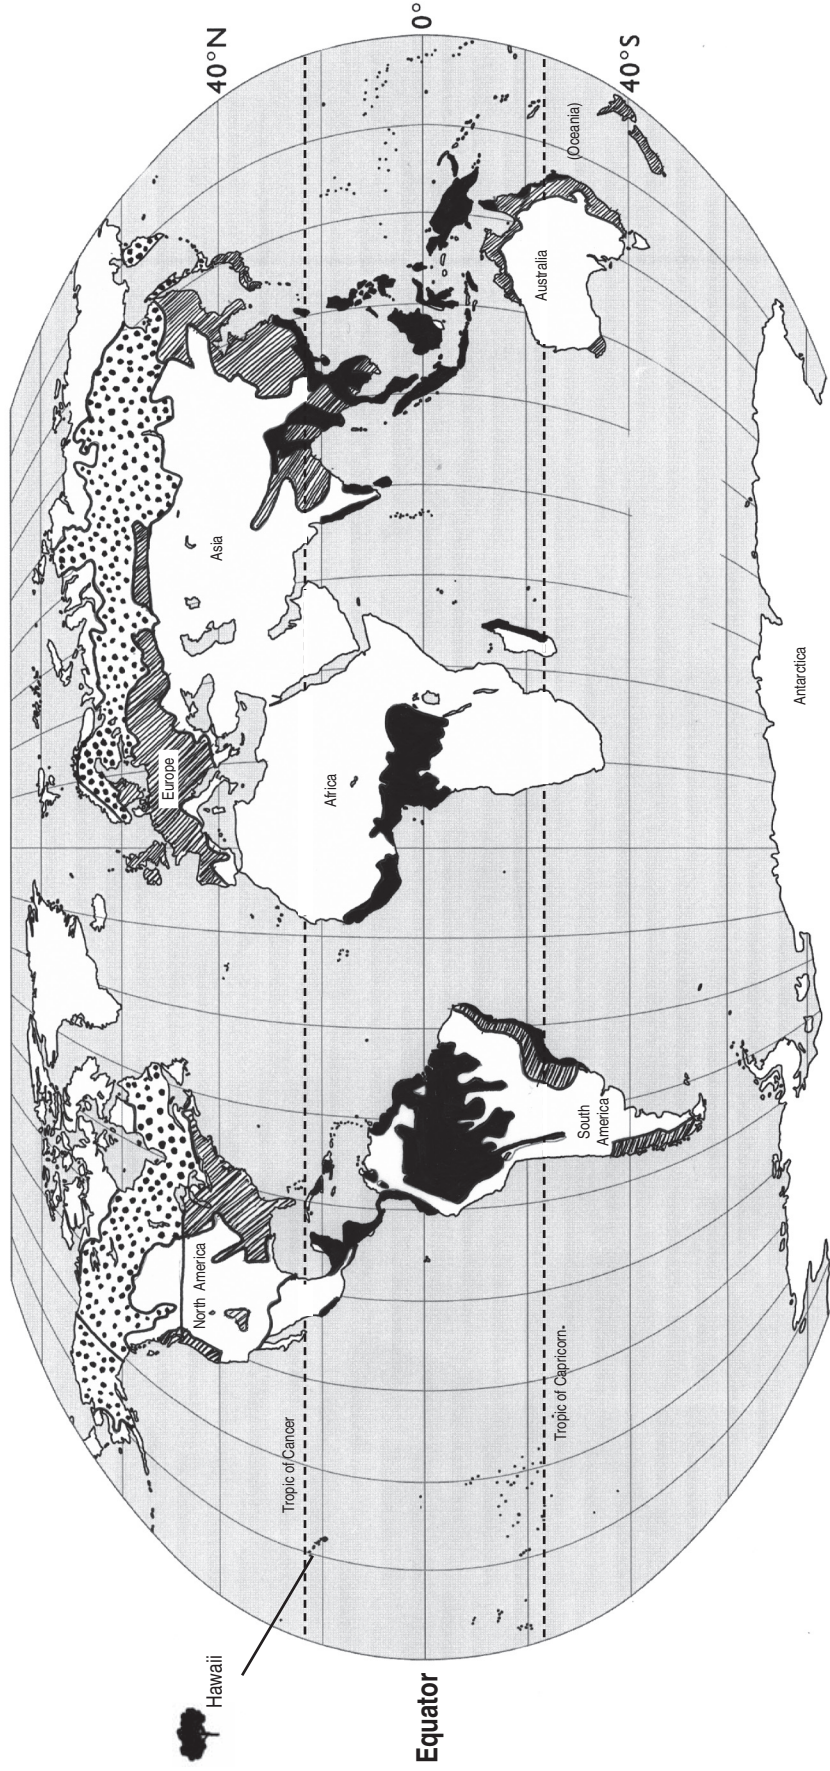 40°N
0°
40°S
(Oceania)
Australia
Asia
Europe
Africa
Antarctica
North America
South
America
Tropic of Cancer
Tropic of Capricorn
Hawaii
Equator